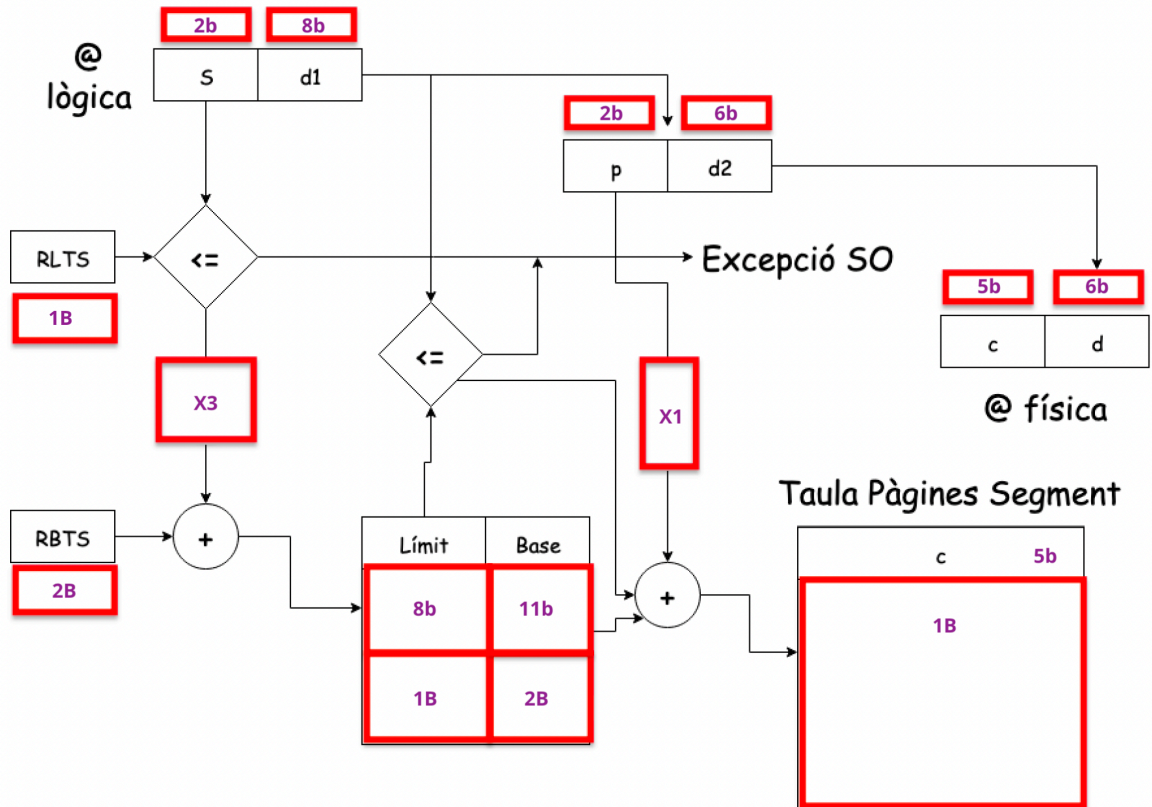 2b 8b
@
lògica
S d1
2b 6b
p d2
RLTS
<=
Excepció SO
1B
5b 6b
c d
<=
@ física
X3
X1
Taula Pàgines Segment
RBTS
+
Límit Base
c 5b
2B
8b 11b
+
1B
1B 2B